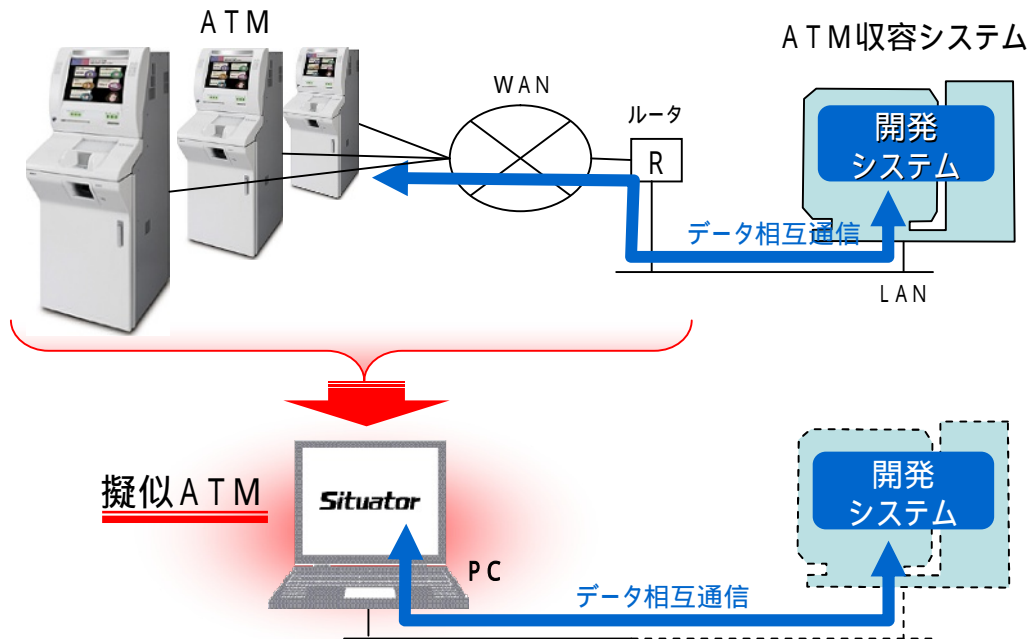 ＡＴＭ
ＡＴＭ収容システム
ＷＡＮ
ルータ
Ｒ
開発
システム
データ相互通信
ＬＡＮ
擬似ＡＴＭ
Situator
ＰＣ
開発
システム
データ相互通信